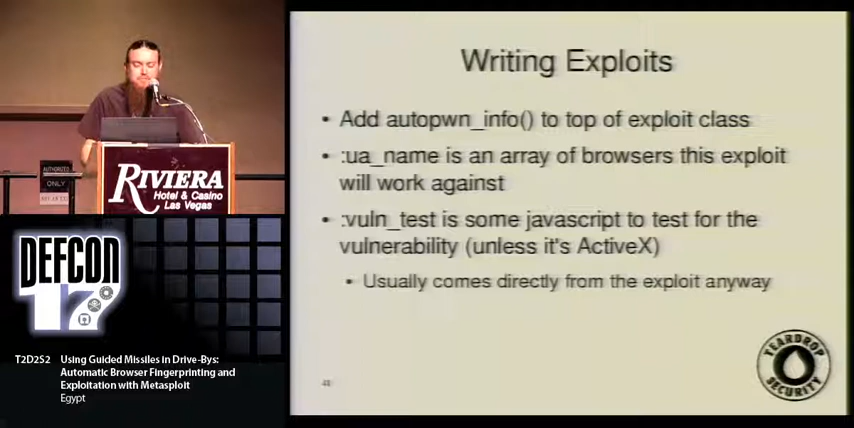 Writing Exploits
• Add autopwn_info() to top of exploit class
• :ua_name is an array of browsers this exploit
will work against
• :vuln_test is some javascript to test for the
vulnerability (unless it's ActiveX)
• Usually comes directly from the exploit anyway
TEARDROP
SECURITY
AUTHORIZED
ONLY
RIVIERA
Hotel & Casino
Las Vegas
DEFCON
17
T2D2S2 Using Guided Missiles in Drive-Bys:
Automatic Browser Fingerprinting and
Exploitation with Metasploit
Egypt